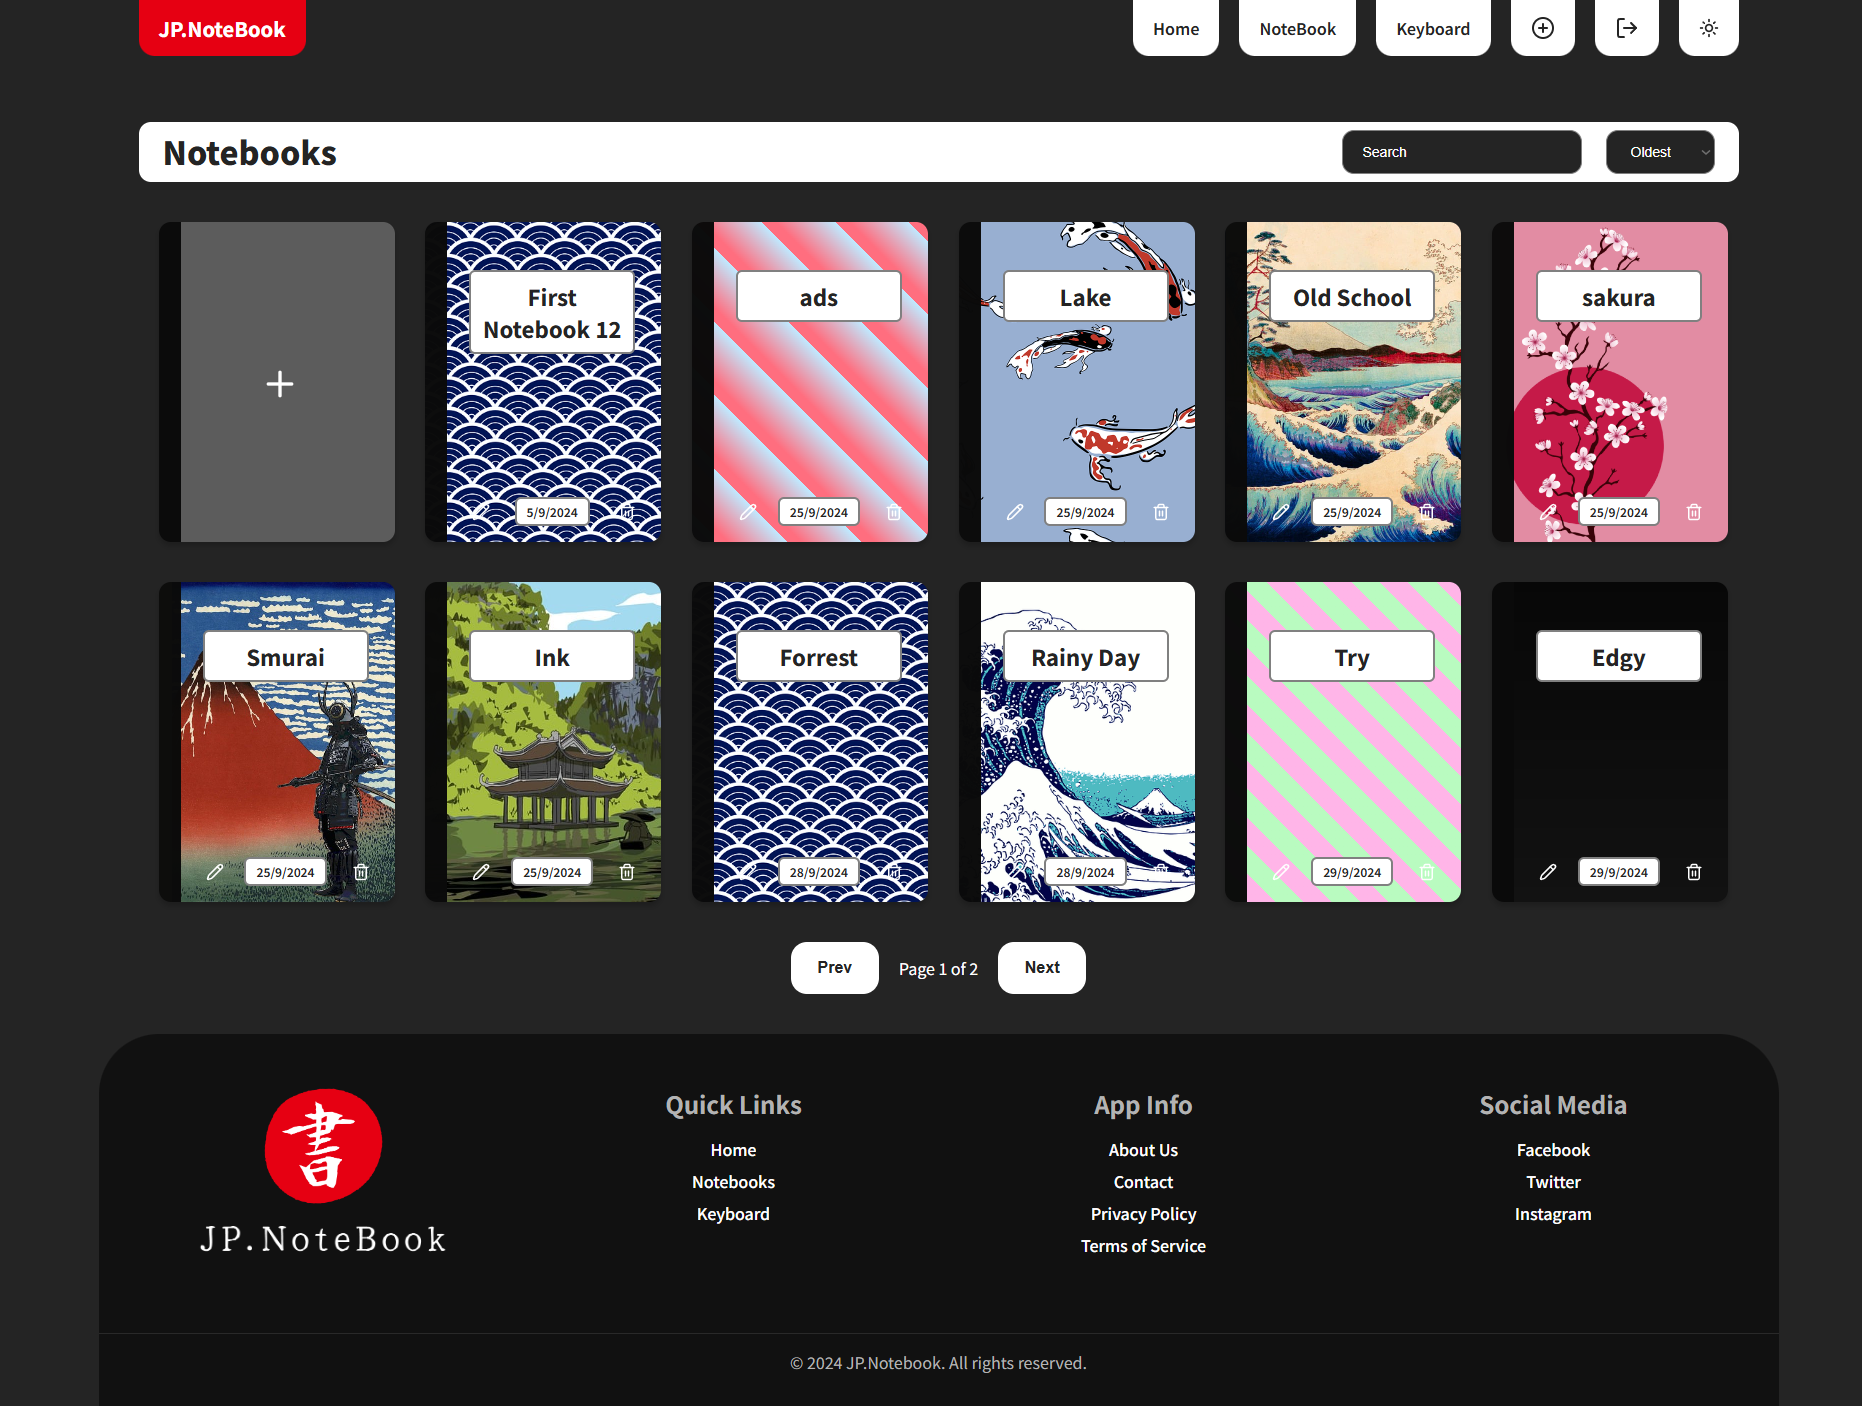 JP.NoteBook
Home
NoteBook
Keyboard
Notebooks
Search
Oldest
First
Notebook 12
5/9/2024
ads
25/9/2024
Lake
25/9/2024
Old School
25/9/2024
sakura
25/9/2024
Smurai
25/9/2024
Ink
25/9/2024
Forrest
28/9/2024
Rainy Day
28/9/2024
Try
29/9/2024
Edgy
29/9/2024
Prev
Page 1 of 2
Next
書
JP.NoteBook
Quick Links
Home
Notebooks
Keyboard
App Info
About Us
Contact
Privacy Policy
Terms of Service
Social Media
Facebook
Twitter
Instagram
© 2024 JP.Notebook. All rights reserved.